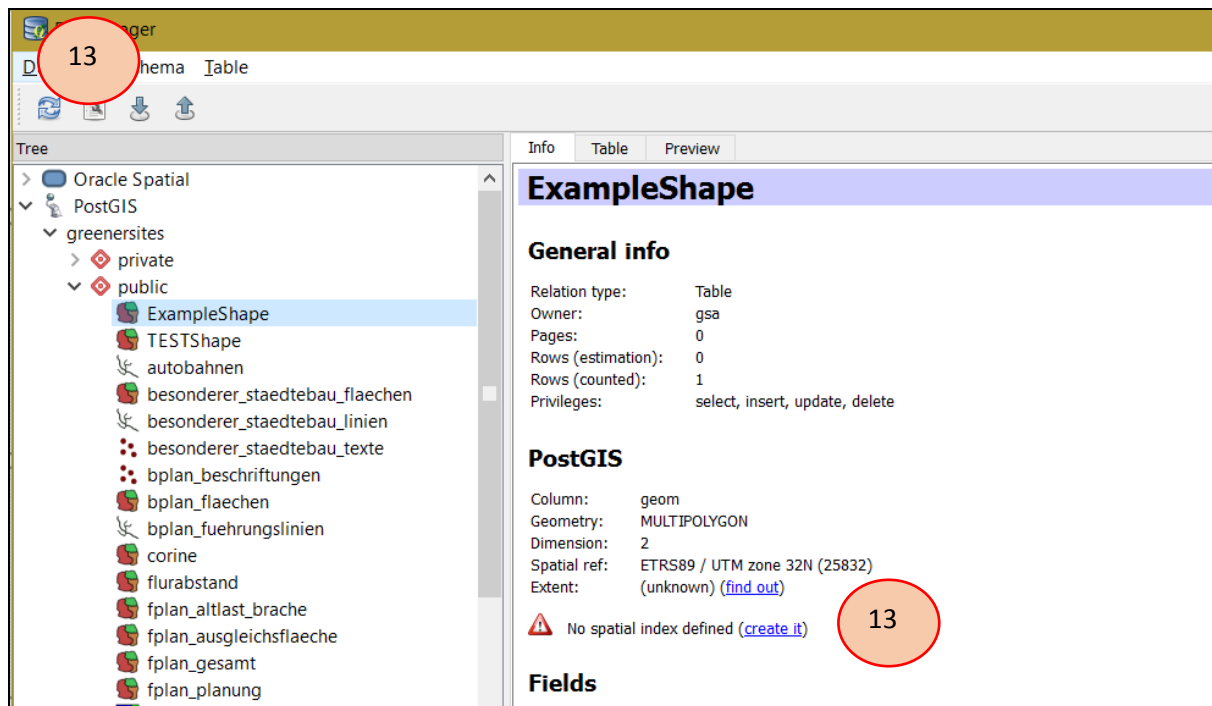 ger
13
D hema Table
Tree
Oracle Spatial
PostGIS
greenersites
private
public
ExampleShape
TESTShape
autobahnen
besonderer_staedtebau_flaechen
besonderer_staedtebau_linien
besonderer_staedtebau_texte
bplan_beschriftungen
bplan_flaechen
bplan_fuehrungslinien
corine
flurabstand
fplan_altlast_brache
fplan_ausgleichsflaeche
fplan_gesamt
fplan_planung
Info Table Preview
ExampleShape
General info
Relation type: Table
Owner: gsa
Pages: 0
Rows (estimation): 0
Rows (counted): 1
Privileges: select, insert, update, delete
PostGIS
Column: geom
Geometry: MULTIPOLYGON
Dimension: 2
Spatial ref: ETRS89 / UTM zone 32N (25832)
Extent: (unknown) (find out)
No spatial index defined (create it)
13
Fields